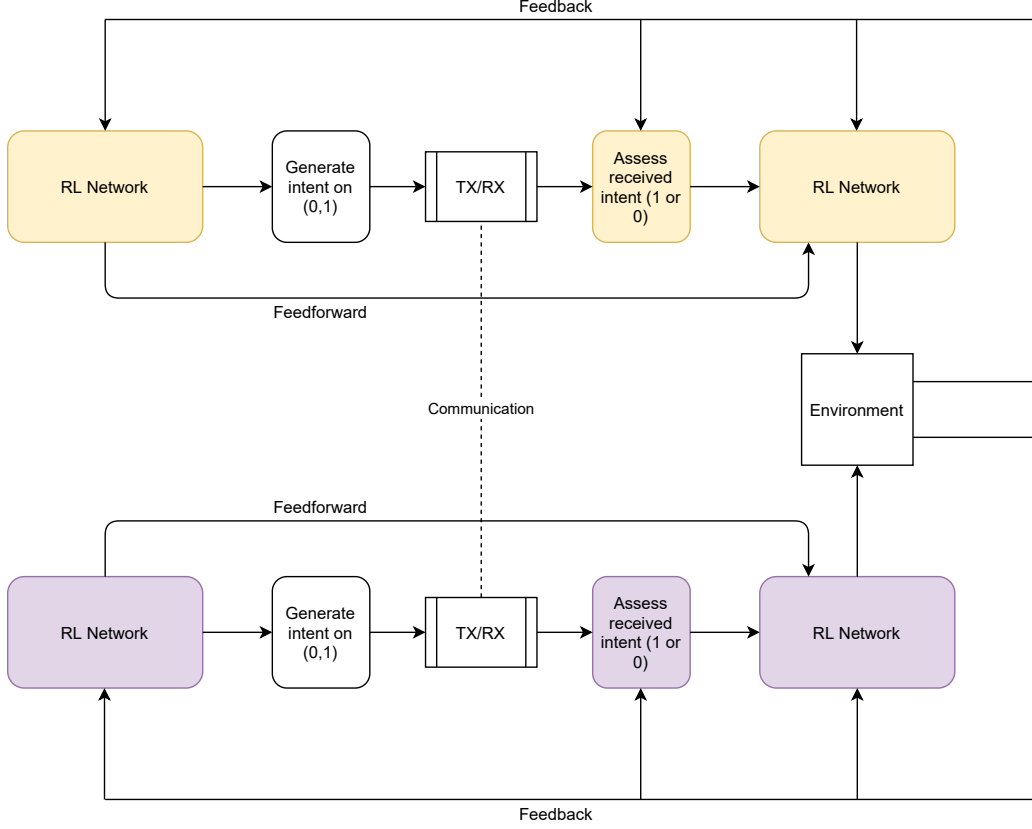 Feedback
RL Network
Generate
intent on
(0,1)
TX/RX
Assess
received
intent (1 or
0)
RL Network
Feedforward
Communication
Environment
Feedforward
RL Network
Generate
intent on
(0,1)
TX/RX
Assess
received
intent (1 or
0)
RL Network
Feedback